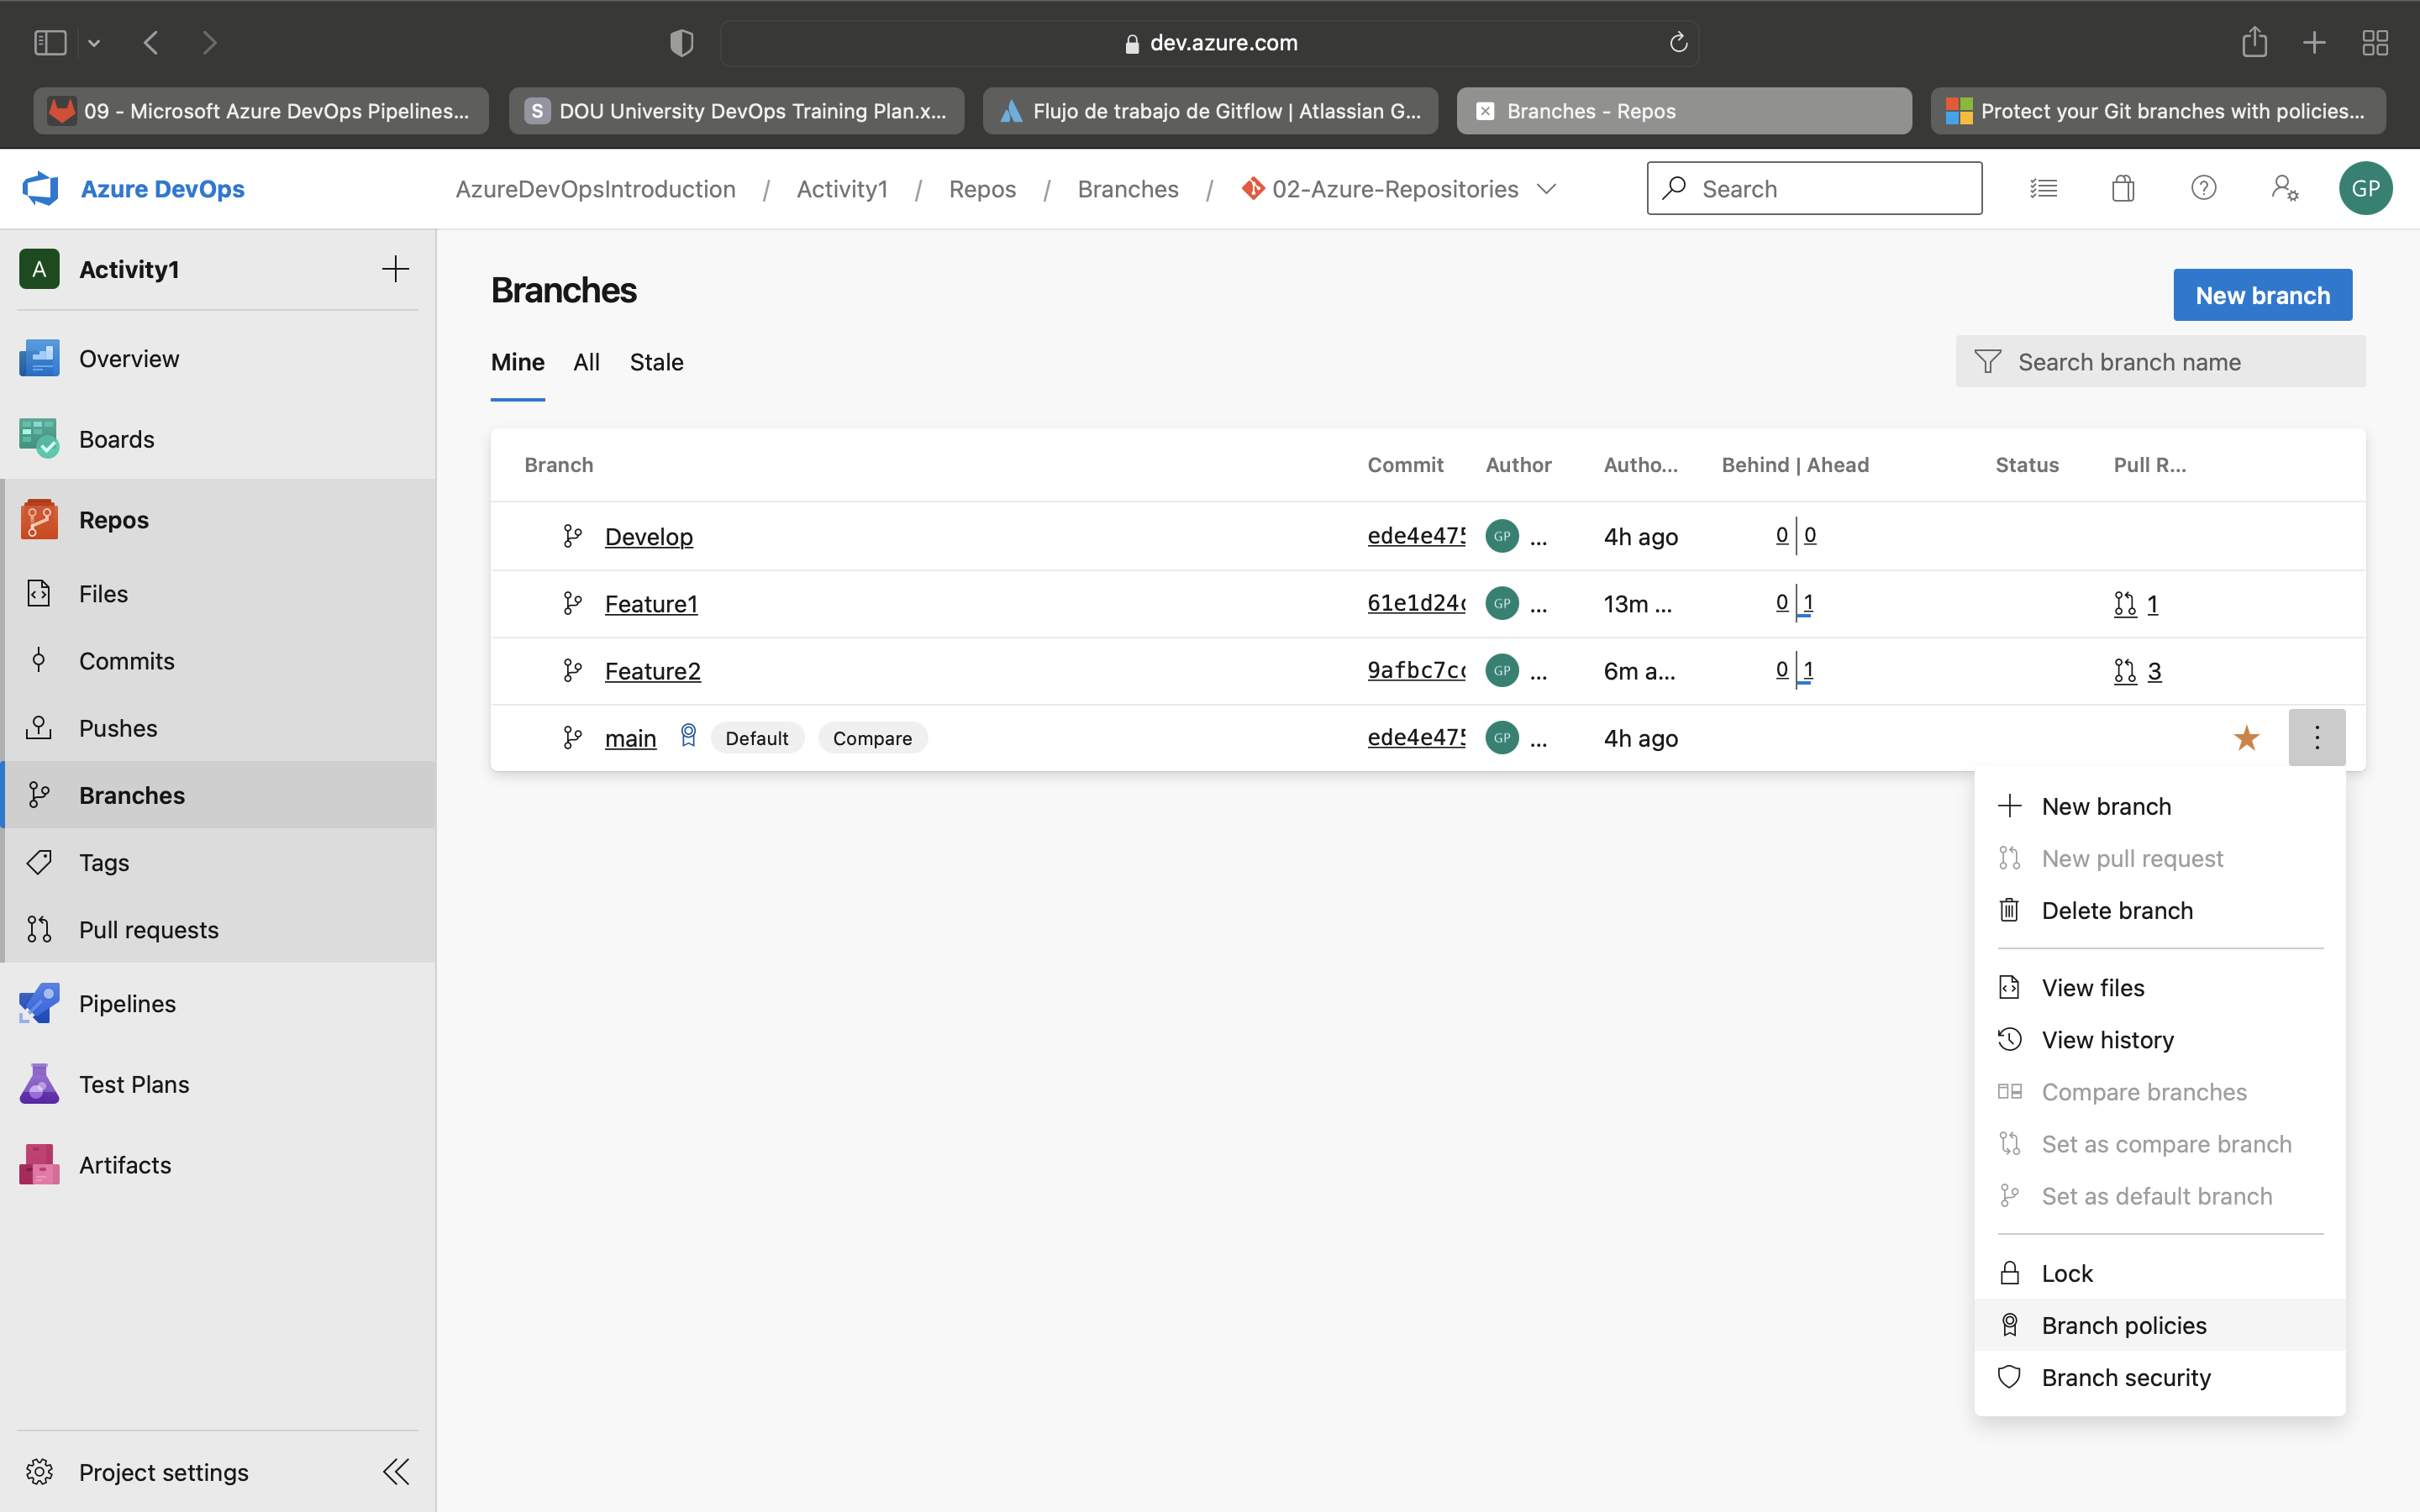 dev.azure.com
09 - Microsoft Azure DevOps Pipelines...
S DOU University DevOps Training Plan.x...
Flujo de trabajo de Gitflow | Atlassian G...
Branches - Repos
Protect your Git branches with policies...
Azure DevOps
AzureDevOpsIntroduction / Activity1 / Repos / Branches / 02-Azure-Repositories
Search
GP
A Activity1
Overview
Boards
Repos
Files
Commits
Pushes
Branches
Tags
Pull requests
Pipelines
Test Plans
Artifacts
Project settings
Branches
New branch
Mine All Stale
Search branch name
Branch Commit Author Autho... Behind | Ahead Status Pull R...
Develop ede4e475 GP ... 4h ago 0 0
Feature1 61e1d24c GP ... 13m ... 0 1 1
Feature2 9afbc7cc GP ... 6m a... 0 1 3
main Default Compare ede4e475 GP ... 4h ago
New branch
New pull request
Delete branch
View files
View history
Compare branches
Set as compare branch
Set as default branch
Lock
Branch policies
Branch security